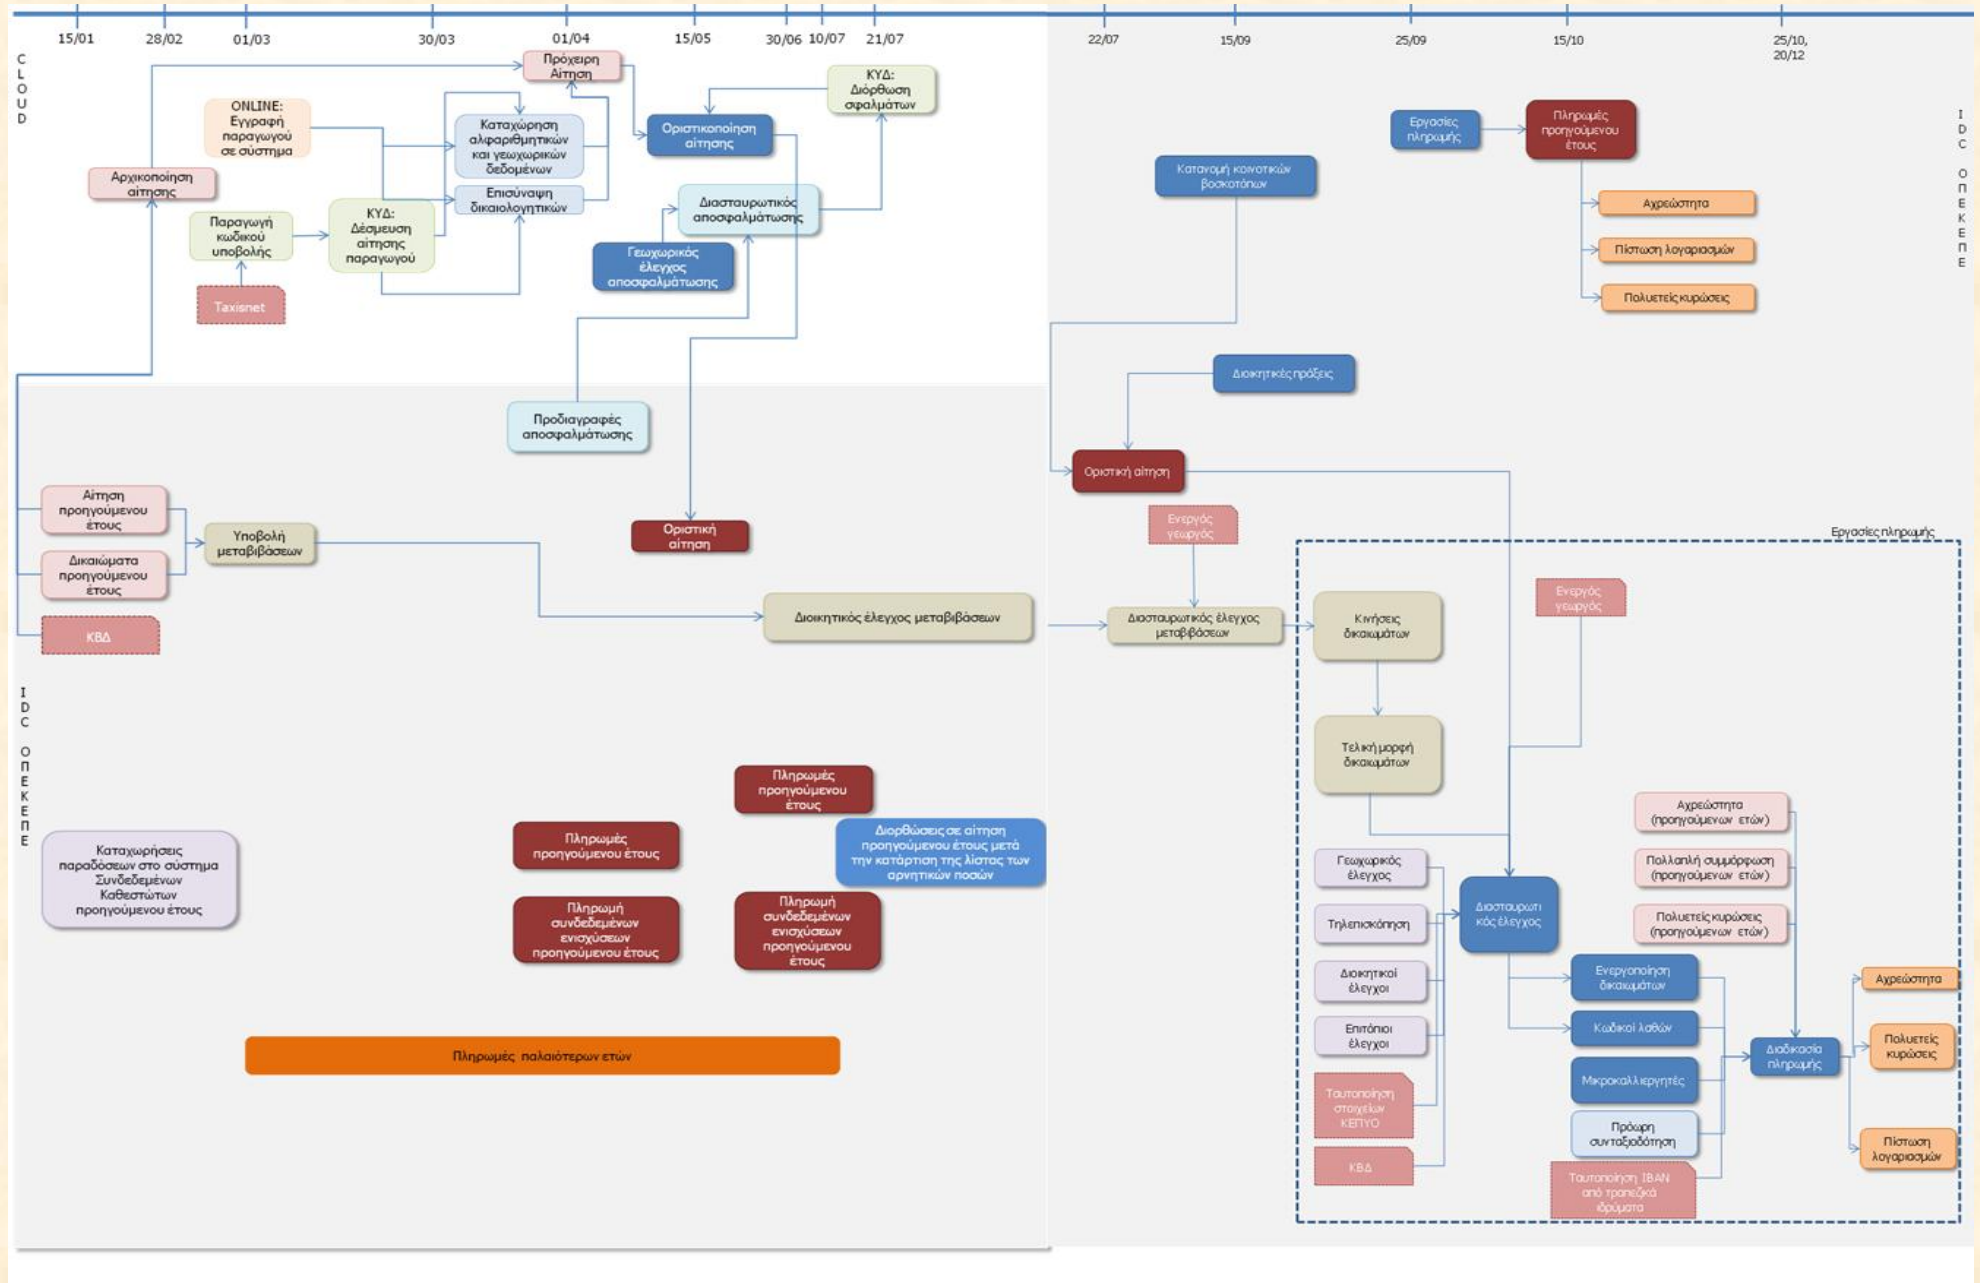 15/01 28/02 01/03 30/03 01/04 15/05 30/06 10/07 21/07
22/07 15/09 25/09 15/10 25/10,
20/12
CLOUD
Πρόχειρη
Αίτηση
ΚΥΔ:
Διόρθωση
σφαλμάτων
ONLINE:
Εγγραφή
παραγωγού
σε σύστημα
Καταχώρηση
αλφαριθμητικών
και γεωχωρικών
δεδομένων
Οριστικοποίηση
αίτησης
Αρχικοποίηση
αίτησης
Επισύναψη
δικαιολογητικών
Διασταυρωτικός
αποσφαλμάτωσης
Παραγωγή
κωδικού
υποβολής
ΚΥΔ:
Δέσμευση
αίτησης
παραγωγού
Γεωχωρικός
έλεγχος
αποσφαλμάτωσης
Taxisnet
Προδιαγραφές
αποσφαλμάτωσης
Αίτηση
προηγούμενου
έτους
Δικαιώματα
προηγούμενου
έτους
ΚΒΔ
Υποβολή
μεταβιβάσεων
Οριστική
αίτηση
Διοικητικός έλεγχος μεταβιβάσεων
IDC ΟΠΕΚΕΠΕ
Καταχωρήσεις
παραδόσεων στο σύστημα
Συνδεδεμένων
Καθεστώτων
προηγούμενου έτους
Πληρωμές
προηγούμενου έτους
Πληρωμή
συνδεδεμένων
ενισχύσεων
προηγούμενου έτους
Πληρωμές
προηγούμενου
έτους
Διορθώσεις σε αίτηση
προηγούμενου έτους μετά
την κατάρτιση της λίστας των
αρνητικών ποσών
Πληρωμή
συνδεδεμένων
ενισχύσεων
προηγούμενου
έτους
Πληρωμές παλαιότερων ετών
IDC ΟΠΕΚΕΠΕ
Εργασίες
πληρωμής
Πληρωμές
προηγούμενου
έτους
Κατανομή κοινοτικών
βοσκοτόπων
Αχρεώστητα
Πίστωση λογαριασμών
Πολυετείς κυρώσεις
Διοικητικές πράξεις
Οριστική αίτηση
Ενεργός
γεωργός
Διασταυρωτικός έλεγχος
μεταβιβάσεων
Εργασίες πληρωμής
Κινήσεις
δικαιωμάτων
Ενεργός
γεωργός
Τελική μορφή
δικαιωμάτων
Γεωχωρικός
έλεγχος
Τηλεπισκόπηση
Διοικητικοί
έλεγχοι
Επιτόπιοι
έλεγχοι
Ταυτοποίηση
στοιχείων
ΚΕΠΥΟ
ΚΒΔ
Διασταυρωτι
κός έλεγχος
Αχρεώστητα
(προηγούμενων ετών)
Πολλαπλή συμμόρφωση
(προηγούμενων ετών)
Πολυετείς κυρώσεις
(προηγούμενων ετών)
Ενεργοποίηση
δικαιωμάτων
Κωδικοί λαθών
Μικροκαλλιεργητές
Πρόωρη
συνταξιοδότηση
Ταυτοποίηση IBAN
από τραπεζικά
ιδρύματα
Διαδικασία
πληρωμής
Αχρεώστητα
Πολυετείς
κυρώσεις
Πίστωση
λογαριασμών